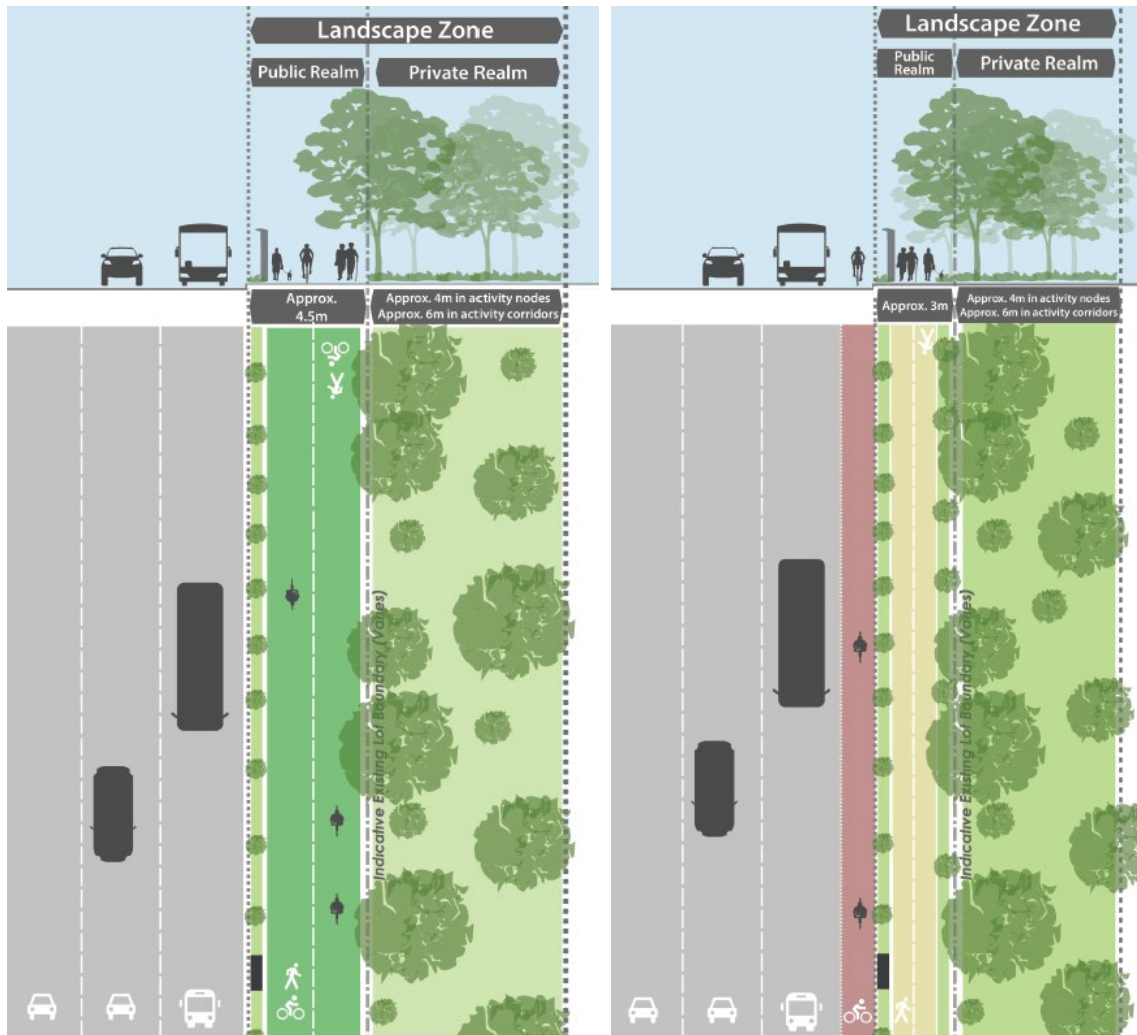 Landscape Zone
Public Realm
Private Realm
Approx.
4.5m
Approx. 4m in activity nodes
Approx. 6m in activity corridors
Indicative Existing Lot Boundary (Varies)
Landscape Zone
Public
Realm
Private Realm
Approx. 3m
Approx. 4m in activity nodes
Approx. 6m in activity corridors
Indicative Existing Lot Boundary (Varies)